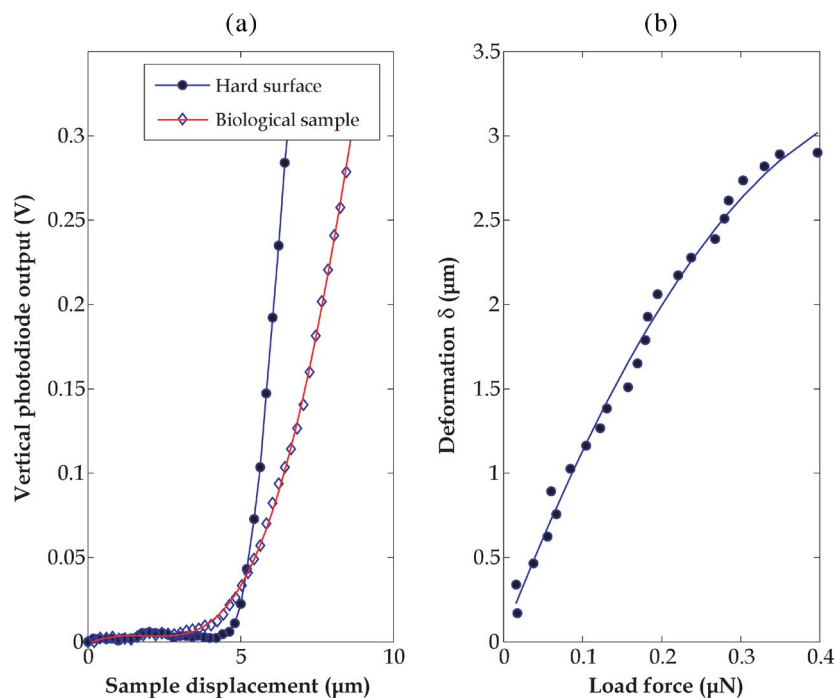 (a)
Hard surface
Biological sample
Vertical photodiode output (V)
0.3
0.25
0.2
0.15
0.1
0.05
0
0
5
10
Sample displacement (µm)
(b)
Deformation δ (µm)
3.5
3
2.5
2
1.5
1
0.5
0
0
0.1
0.2
0.3
0.4
Load force (µN)